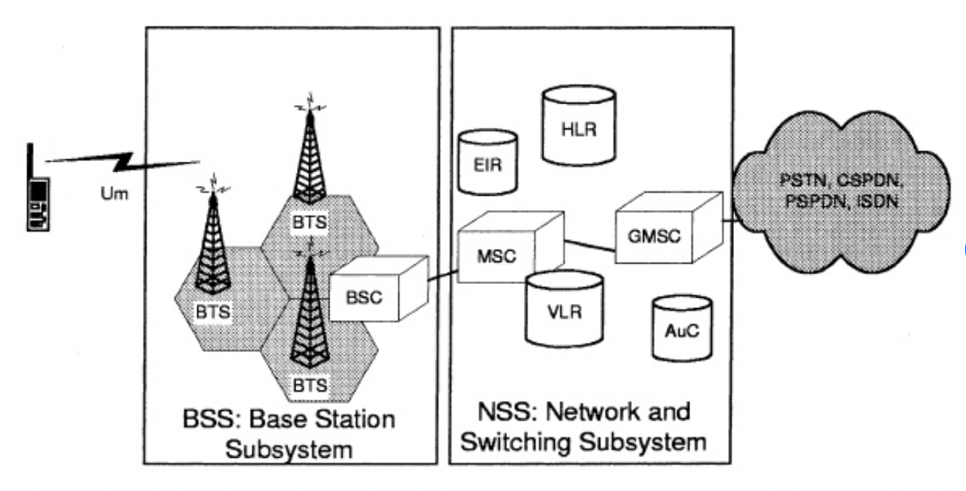 Um
BTS
BTS
BTS
BSC
BSS: Base Station
Subsystem
EIR
HLR
MSC
GMSC
VLR
AuC
NSS: Network and
Switching Subsystem
PSTN, CSPDN,
PSPDN, ISDN